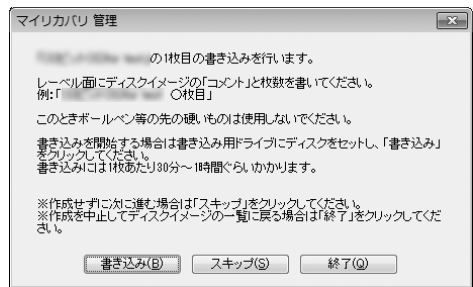 マイリカバリ 管理
の1枚目の書き込みを行います。
レーベル面にディスクイメージの「コメント」と枚数を書いてください。
例:「 〇枚目」
このときボールペン等の先の硬いものは使用しないでください。
書き込みを開始する場合は書き込み用ドライブにディスクをセットし、「書き込み」
をクリックしてください。
書き込みには1枚あたり30分～1時間ぐらいかかります。
※作成せずに次に進む場合は「スキップ」をクリックしてください。
※作成を中止してディスクイメージの一覧に戻る場合は「終了」をクリックしてくだ
さい。
書き込み(B) スキップ(S) 終了(Q)